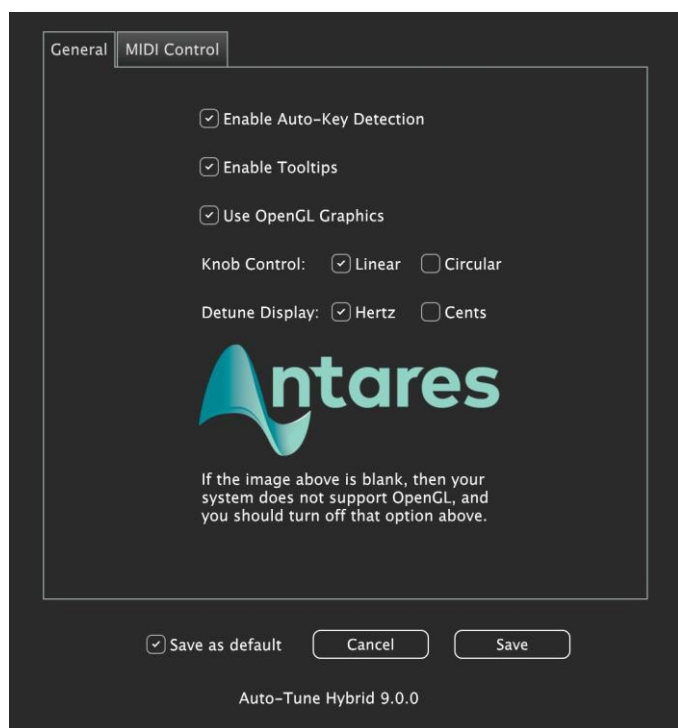 General MIDI Control
Enable Auto-Key Detection
Enable Tooltips
Use OpenGL Graphics
Knob Control: Linear Circular
Detune Display: Hertz Cents
Antares
If the image above is blank, then your
system does not support OpenGL, and
you should turn off that option above.
Save as default Cancel Save
Auto-Tune Hybrid 9.0.0